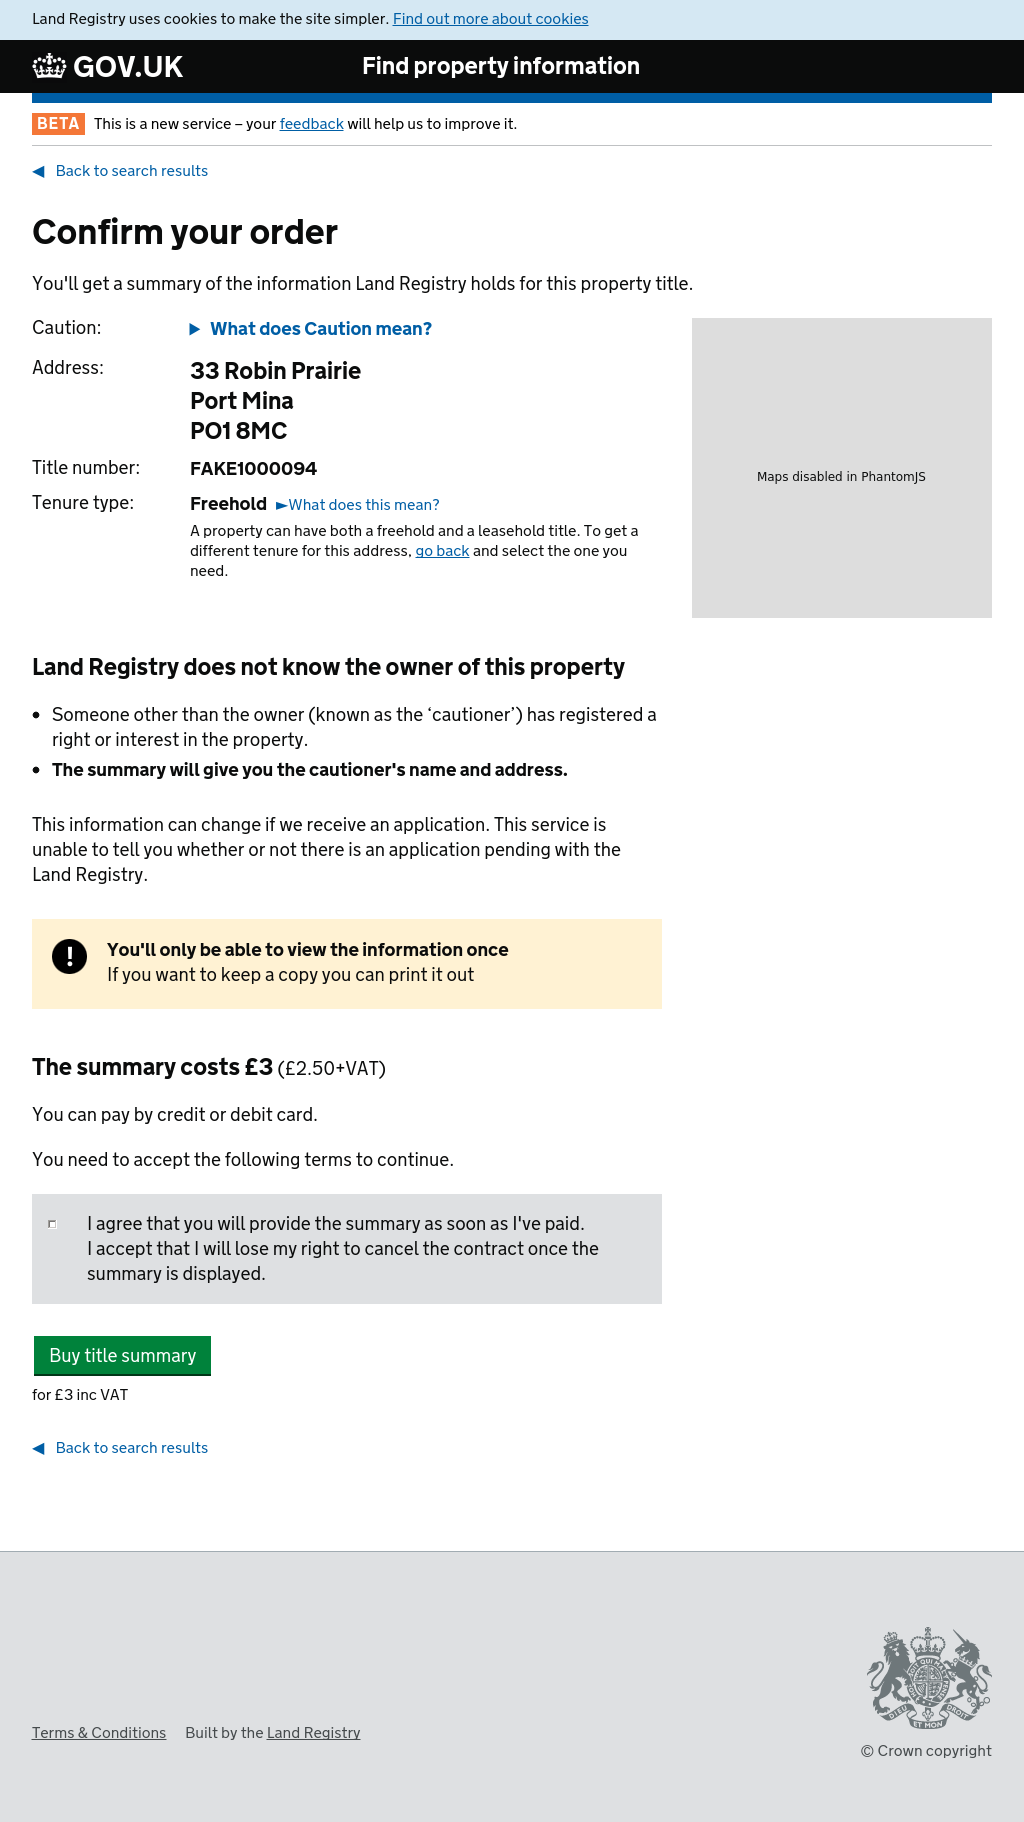 Land Registry uses cookies to make the site simpler. Find out more about cookies
GOV.UK
Find property information
BETA This is a new service – your feedback will help us to improve it.
◀ Back to search results
Confirm your order
You'll get a summary of the information Land Registry holds for this property title.
Caution: ▶ What does Caution mean?
Address: 33 Robin Prairie
Port Mina
PO1 8MC
Title number: FAKE1000094
Tenure type: Freehold ►What does this mean?
A property can have both a freehold and a leasehold title. To get a
different tenure for this address, go back and select the one you
need.
Maps disabled in PhantomJS
Land Registry does not know the owner of this property
• Someone other than the owner (known as the ‘cautioner’) has registered a
right or interest in the property.
• The summary will give you the cautioner's name and address.
This information can change if we receive an application. This service is
unable to tell you whether or not there is an application pending with the
Land Registry.
! You'll only be able to view the information once
If you want to keep a copy you can print it out
The summary costs £3 (£2.50+VAT)
You can pay by credit or debit card.
You need to accept the following terms to continue.
I agree that you will provide the summary as soon as I've paid.
I accept that I will lose my right to cancel the contract once the
summary is displayed.
Buy title summary
for £3 inc VAT
◀ Back to search results
DIEU ET MON DROIT
Terms & Conditions Built by the Land Registry
© Crown copyright